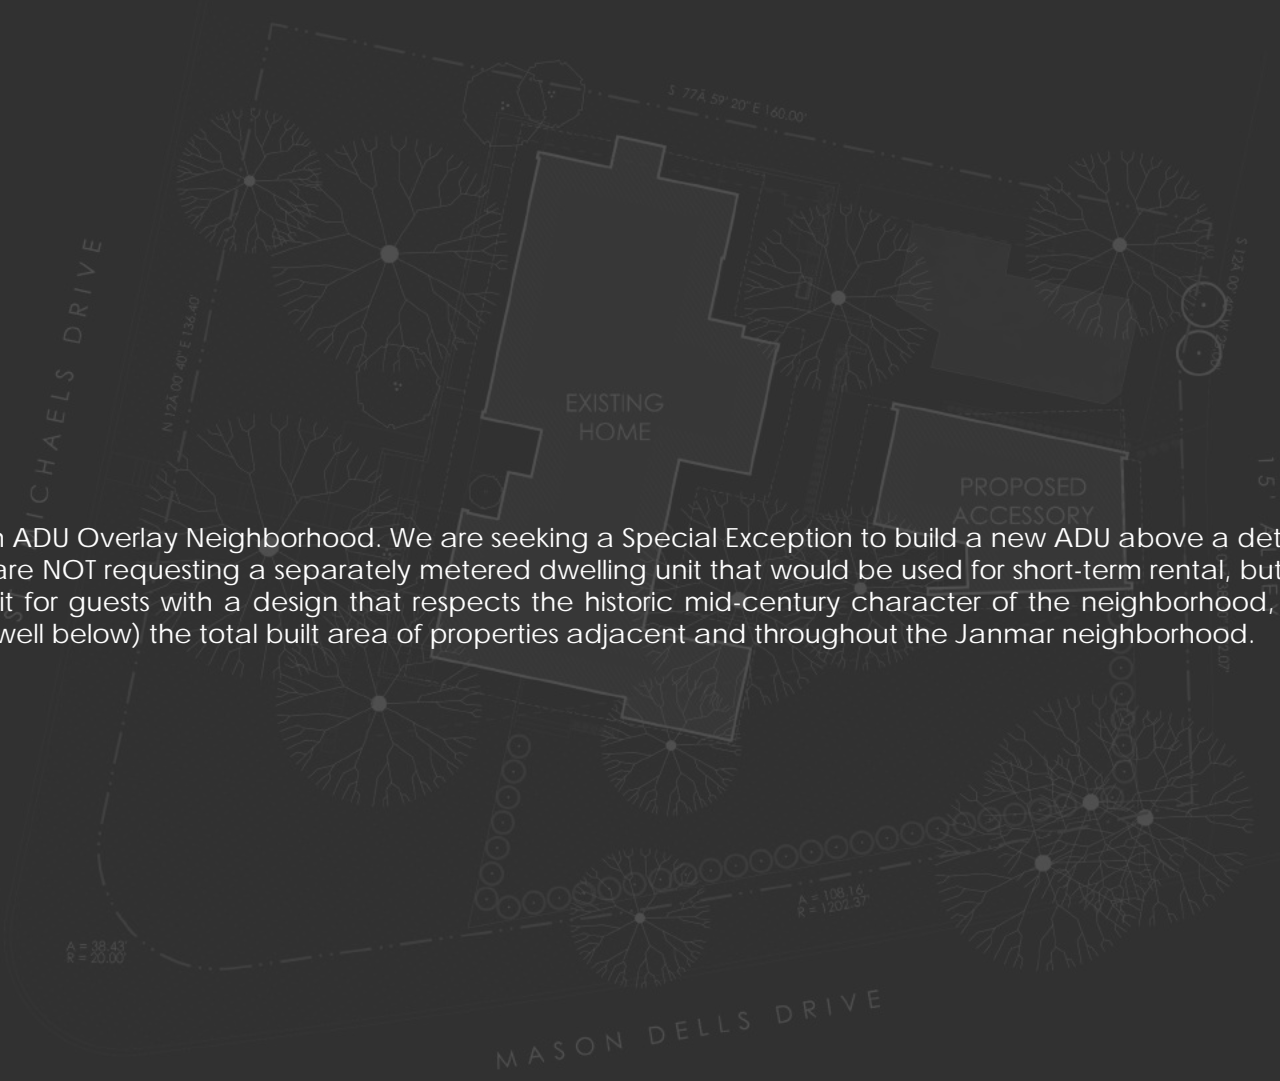 S 77Â 59' 20" E 160.00'
N 12Â 00' 40" E 136.40'
MICHAELS DRIVE
EXISTING
HOME
PROPOSED
ACCESSORY
ADU Overlay Neighborhood. We are seeking a Special Exception to build a new ADU above a det
are NOT requesting a separately metered dwelling unit that would be used for short-term rental, but
it for guests with a design that respects the historic mid-century character of the neighborhood,
well below) the total built area of properties adjacent and throughout the Janmar neighborhood.
15' A
A = 108.16'
R = 1202.37'
A = 38.43'
R = 20.00'
MASON DELLS DRIVE